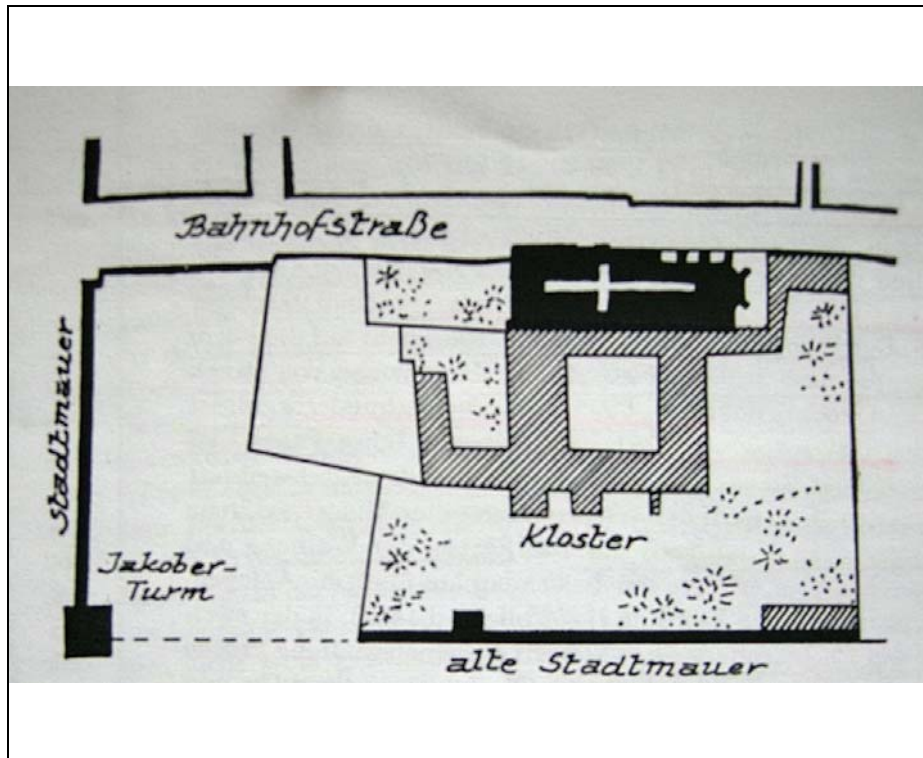 Bahnhofstraße
Stadtmauer
Jakober-
Turm
Kloster
alte Stadtmauer